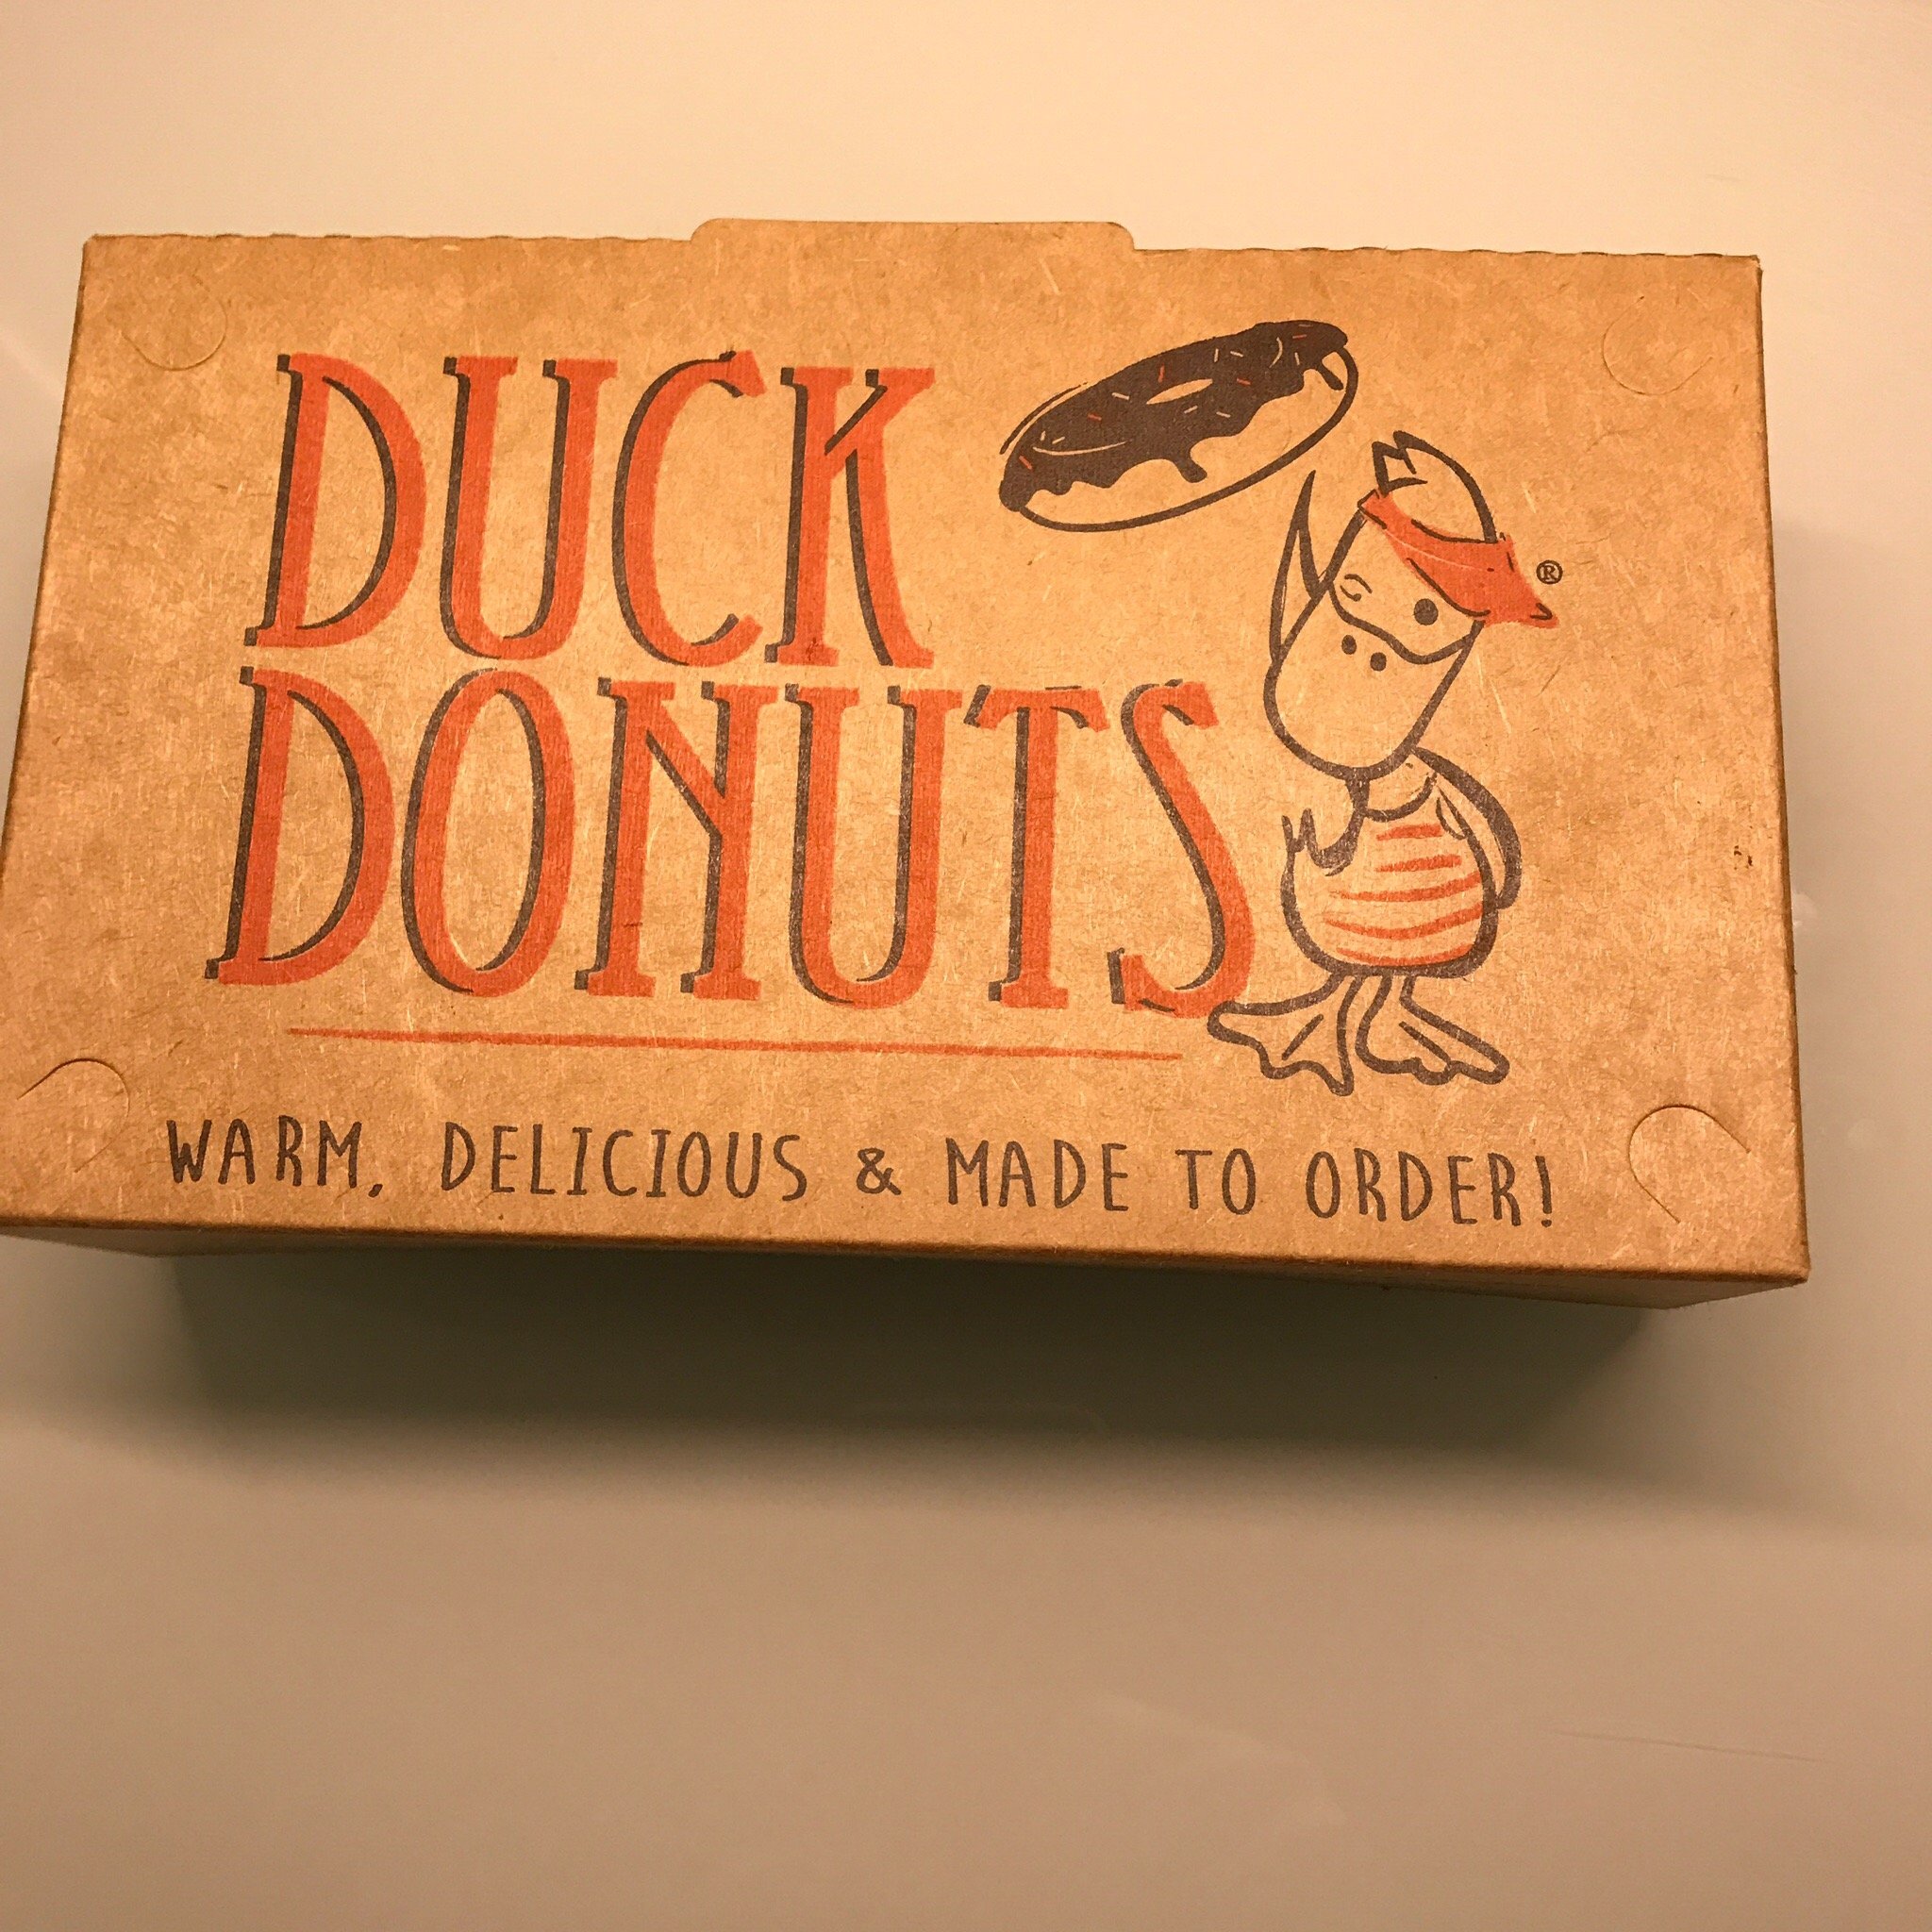 DUCK
DONUTS
®
WARM, DELICIOUS & MADE TO ORDER!